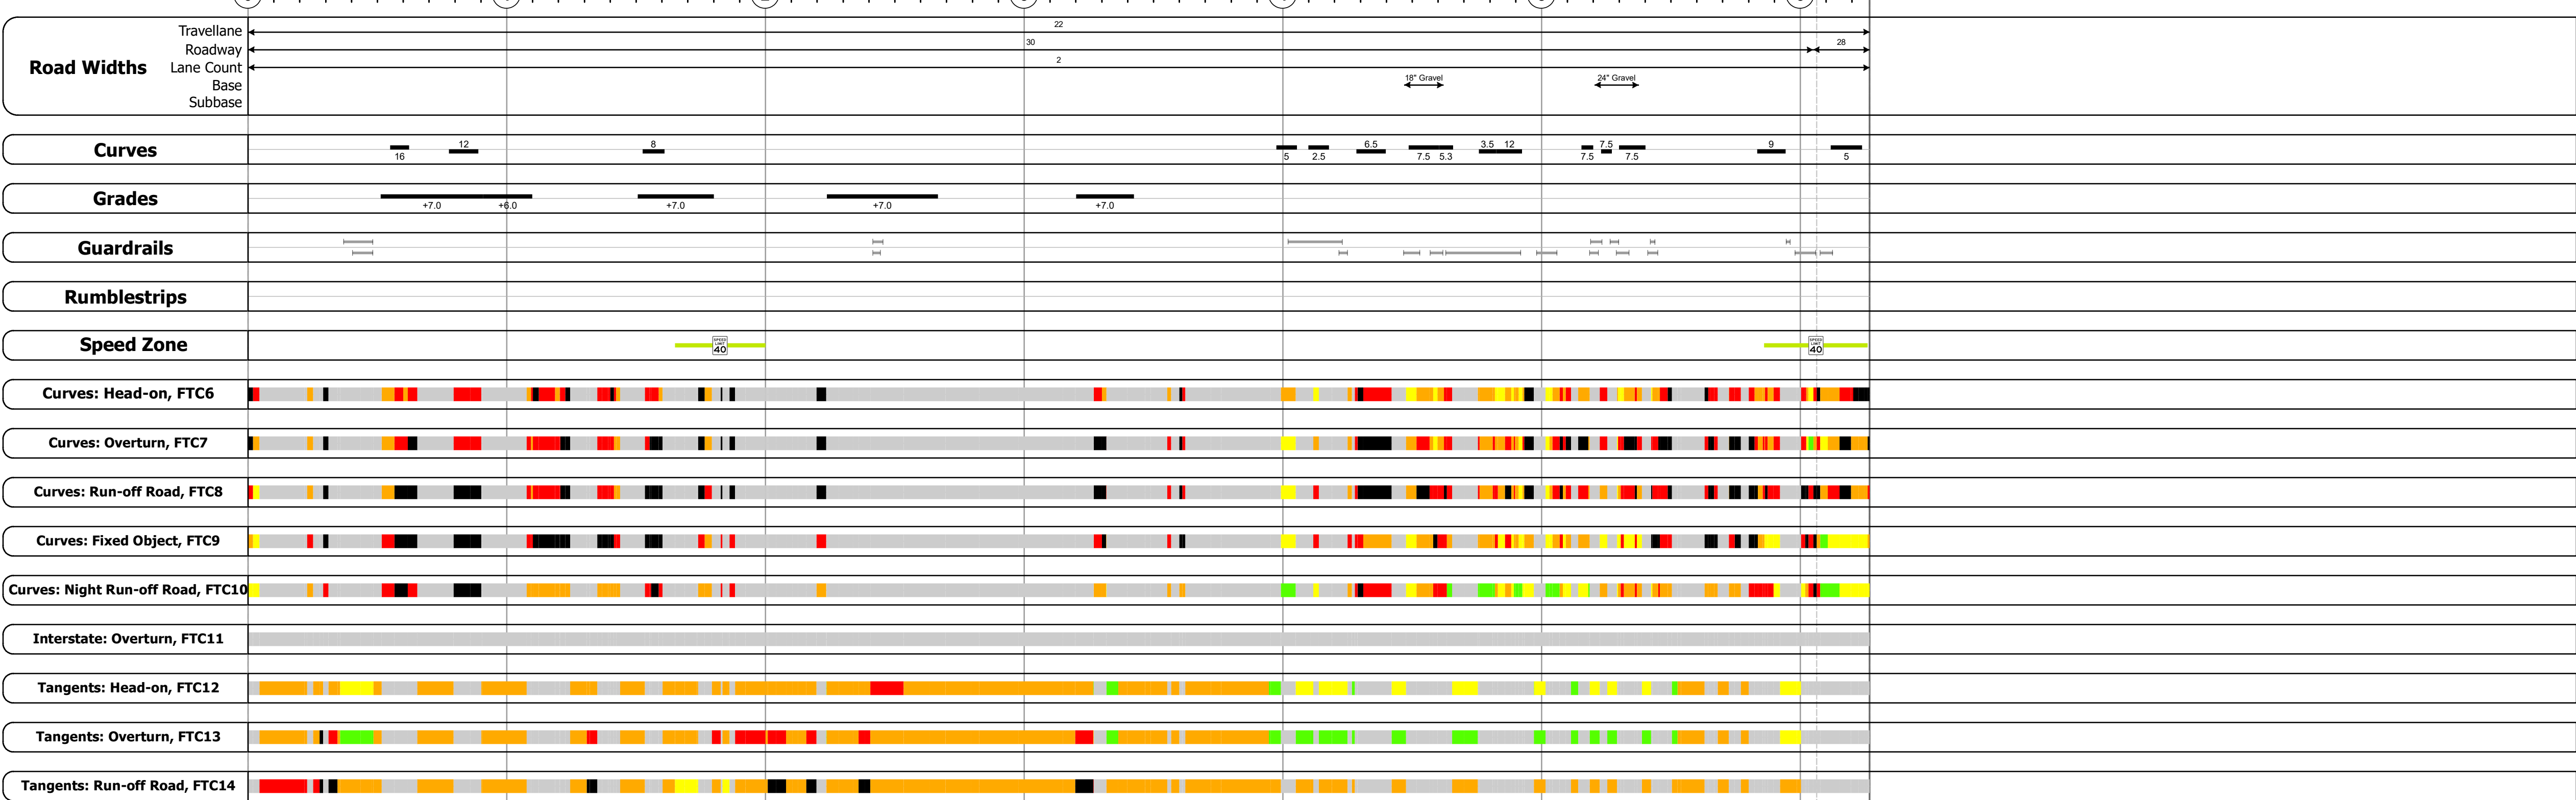 Travellane 22
Roadway 30 28
Road Widths
Lane Count 2
Base 18" Gravel 24" Gravel
Subbase
Curves
16 12 8 5 2.5 6.5 7.5 5.3 3.5 12 7.5 7.5 7.5 9 5
Grades
+7.0 +6.0 +7.0 +7.0 +7.0
Guardrails
Rumblestrips
Speed Zone
SPEED LIMIT 40
SPEED LIMIT 40
Curves: Head-on, FTC6
Curves: Overturn, FTC7
Curves: Run-off Road, FTC8
Curves: Fixed Object, FTC9
Curves: Night Run-off Road, FTC10
Interstate: Overturn, FTC11
Tangents: Head-on, FTC12
Tangents: Overturn, FTC13
Tangents: Run-off Road, FTC14